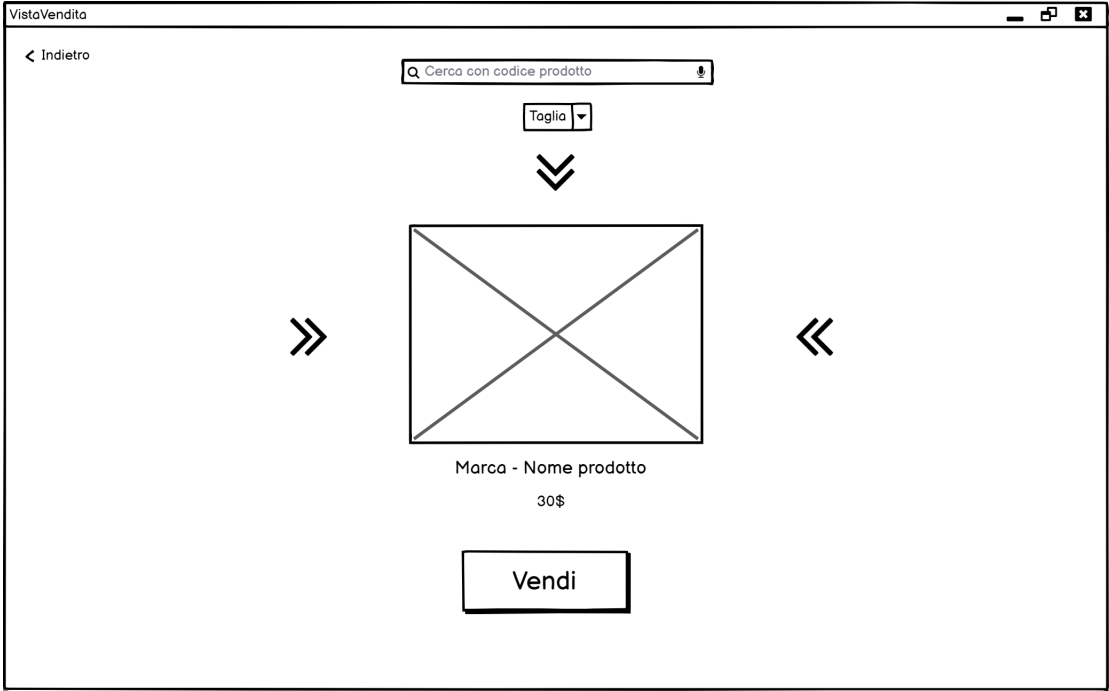 VistaVendita
Indietro
Cerca con codice prodotto
Taglia
Marca - Nome prodotto
30$
Vendi